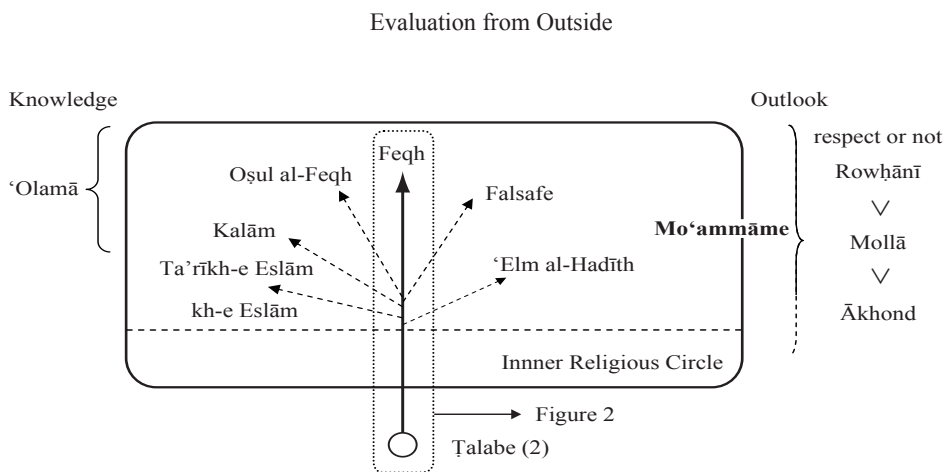 Evaluation from Outside
Knowledge
Outlook
respect or not
Feqh
Oṣul al-Feqh
Falsafe
Rowḥānī
‘Olamā
Kalām
Mo‘ammāme
Mollā
Ta’rīkh-e Eslām
‘Elm al-Hadīth
kh-e Eslām
Ākhond
Innner Religious Circle
Figure 2
Ṭalabe (2)